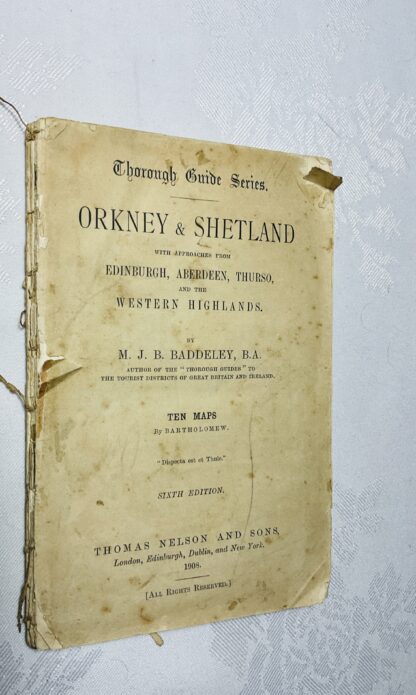 Thorough Guide Series.
ORKNEY & SHETLAND
WITH APPROACHES FROM
EDINBURGH, ABERDEEN, THURSO,
AND THE
WESTERN HIGHLANDS.
BY
M. J. B. BADDELEY, B.A.
AUTHOR OF THE "THOROUGH GUIDES" TO
THE TOURIST DISTRICTS OF GREAT BRITAIN AND IRELAND.
TEN MAPS
By BARTHOLOMEW.
"Dispecta est et Thule."
SIXTH EDITION.
THOMAS NELSON AND SONS,
London, Edinburgh, Dublin, and New York.
1908.
[ALL RIGHTS RESERVED.]